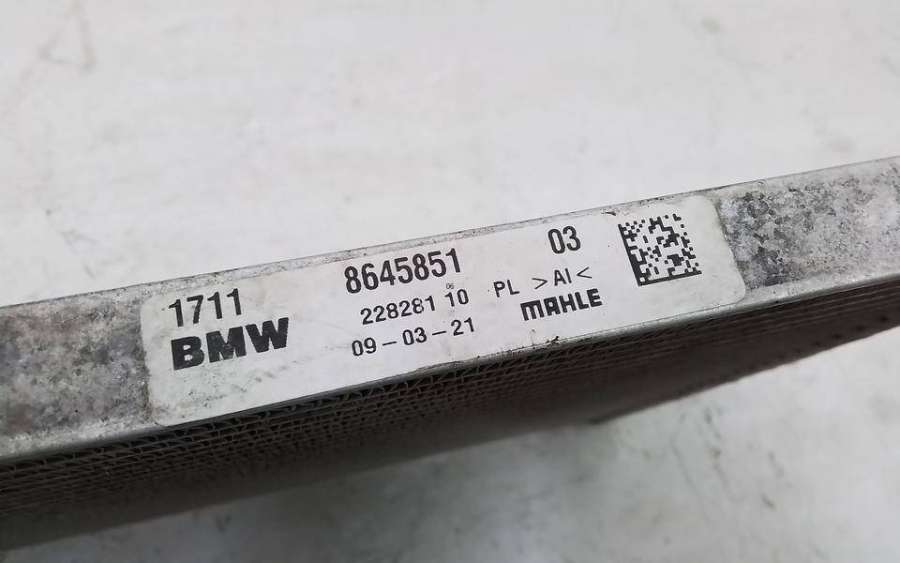 1711 8645851 03
BMW 228281 10 06 PL >Al<
09-03-21 MAHLE